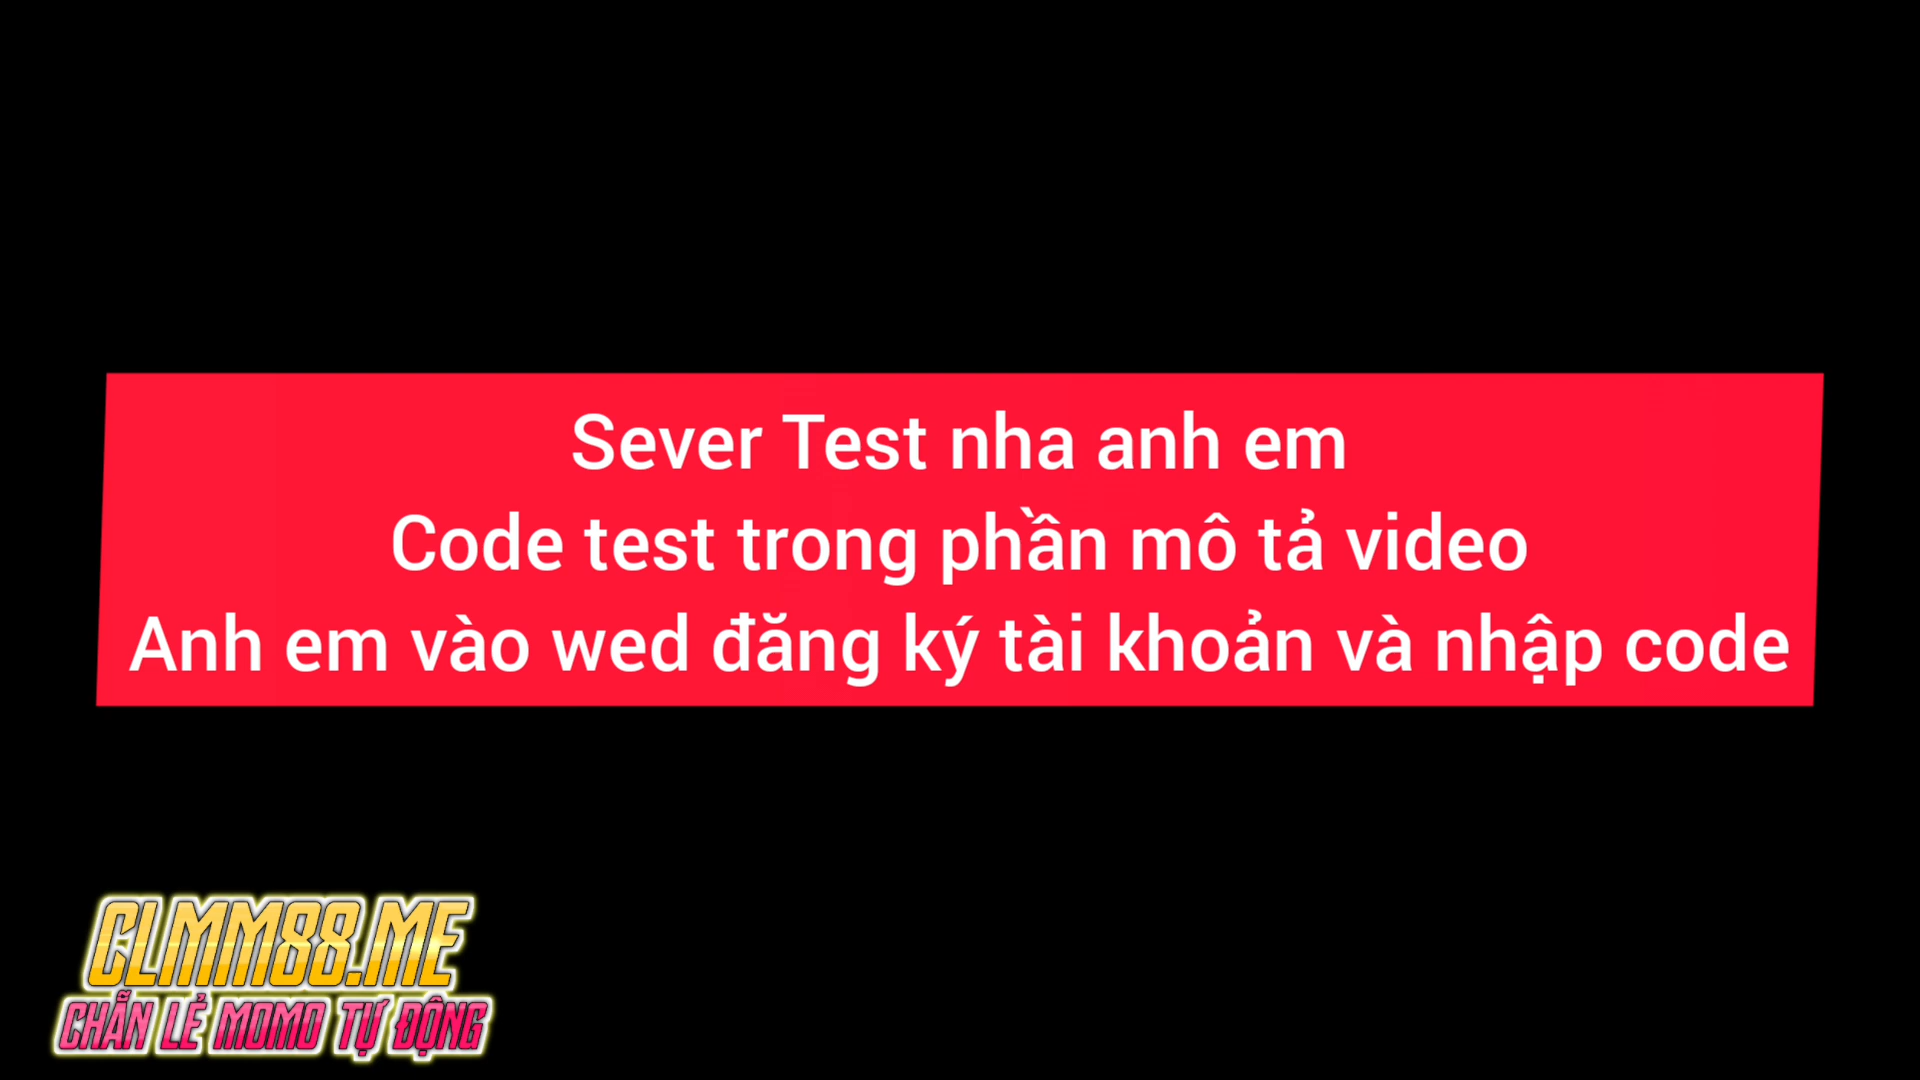 Sever Test nha anh em
Code test trong phần mô tả video
Anh em vào wed đăng ký tài khoản và nhập code
CLMM88.ME
CHẴN LẺ MOMO TỰ ĐỘNG